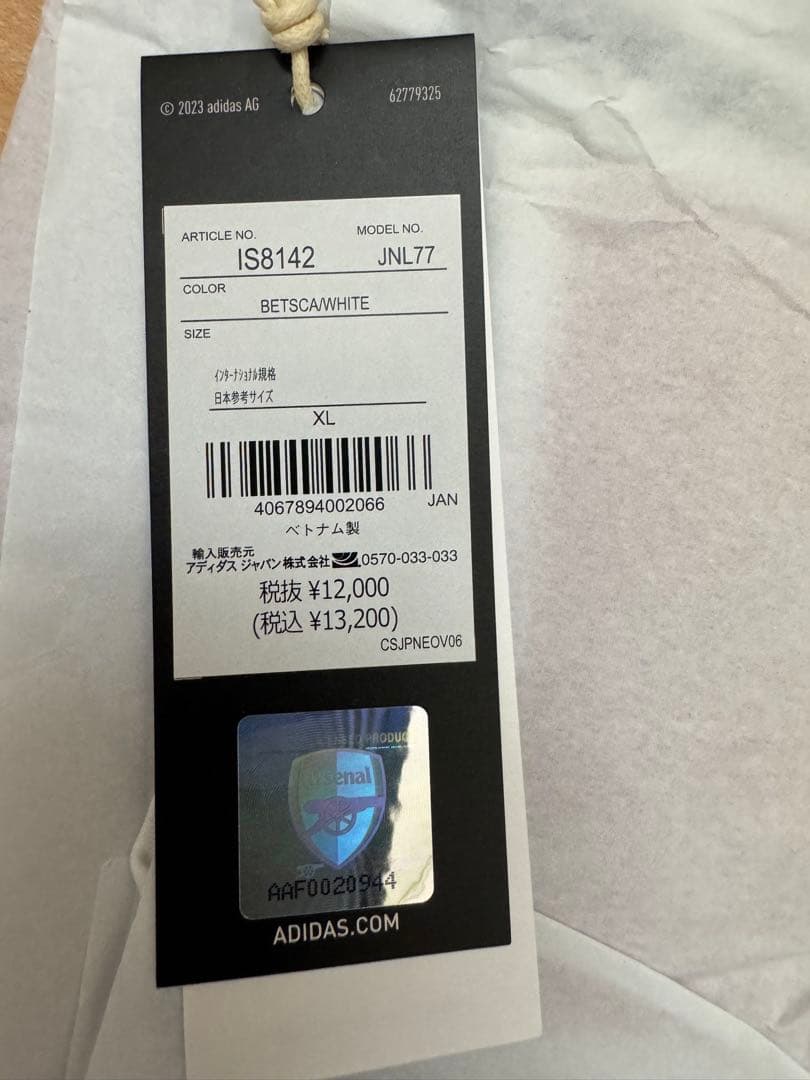 © 2023 adidas AG
62779325
ARTICLE NO.
MODEL NO.
IS8142
JNL77
COLOR
BETSCA/WHITE
SIZE
ｲﾝﾀｰﾅｼｮﾅﾙ規格
日本参考サイズ
XL
4067894002066
JAN
ベトナム製
輸入販売元
アディダス ジャパン株式会社
0570-033-033
税抜 ¥12,000
(税込 ¥13,200)
CSJPNEOV06
PRODUC
Arsenal
AAF0020944
ADIDAS.COM